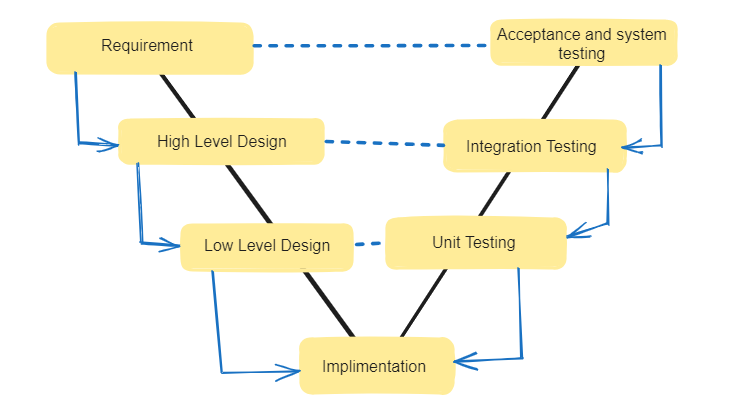 Requirement
Acceptance and system
testing
High Level Design
Integration Testing
Low Level Design
Unit Testing
Implimentation